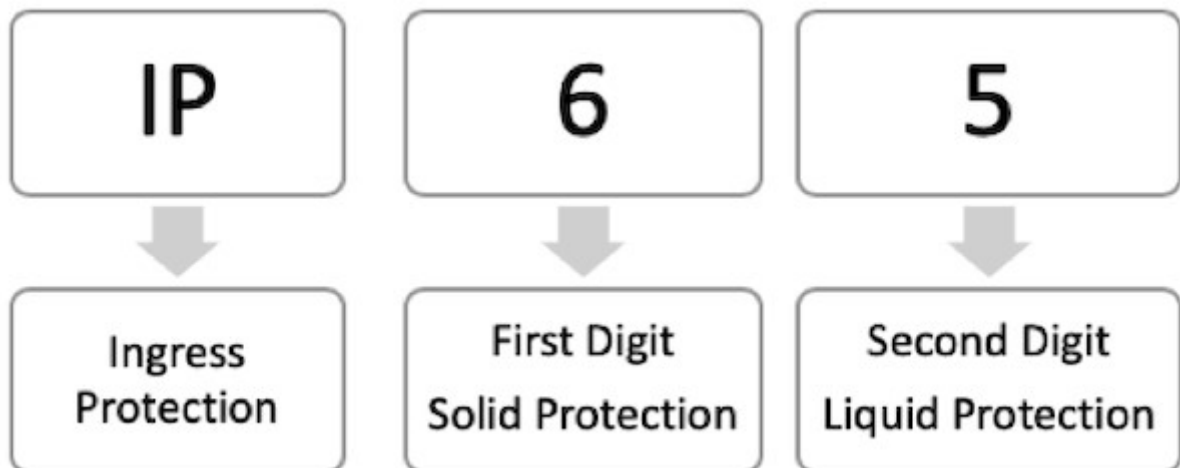 IP
6
5
Ingress
Protection
First Digit
Solid Protection
Second Digit
Liquid Protection